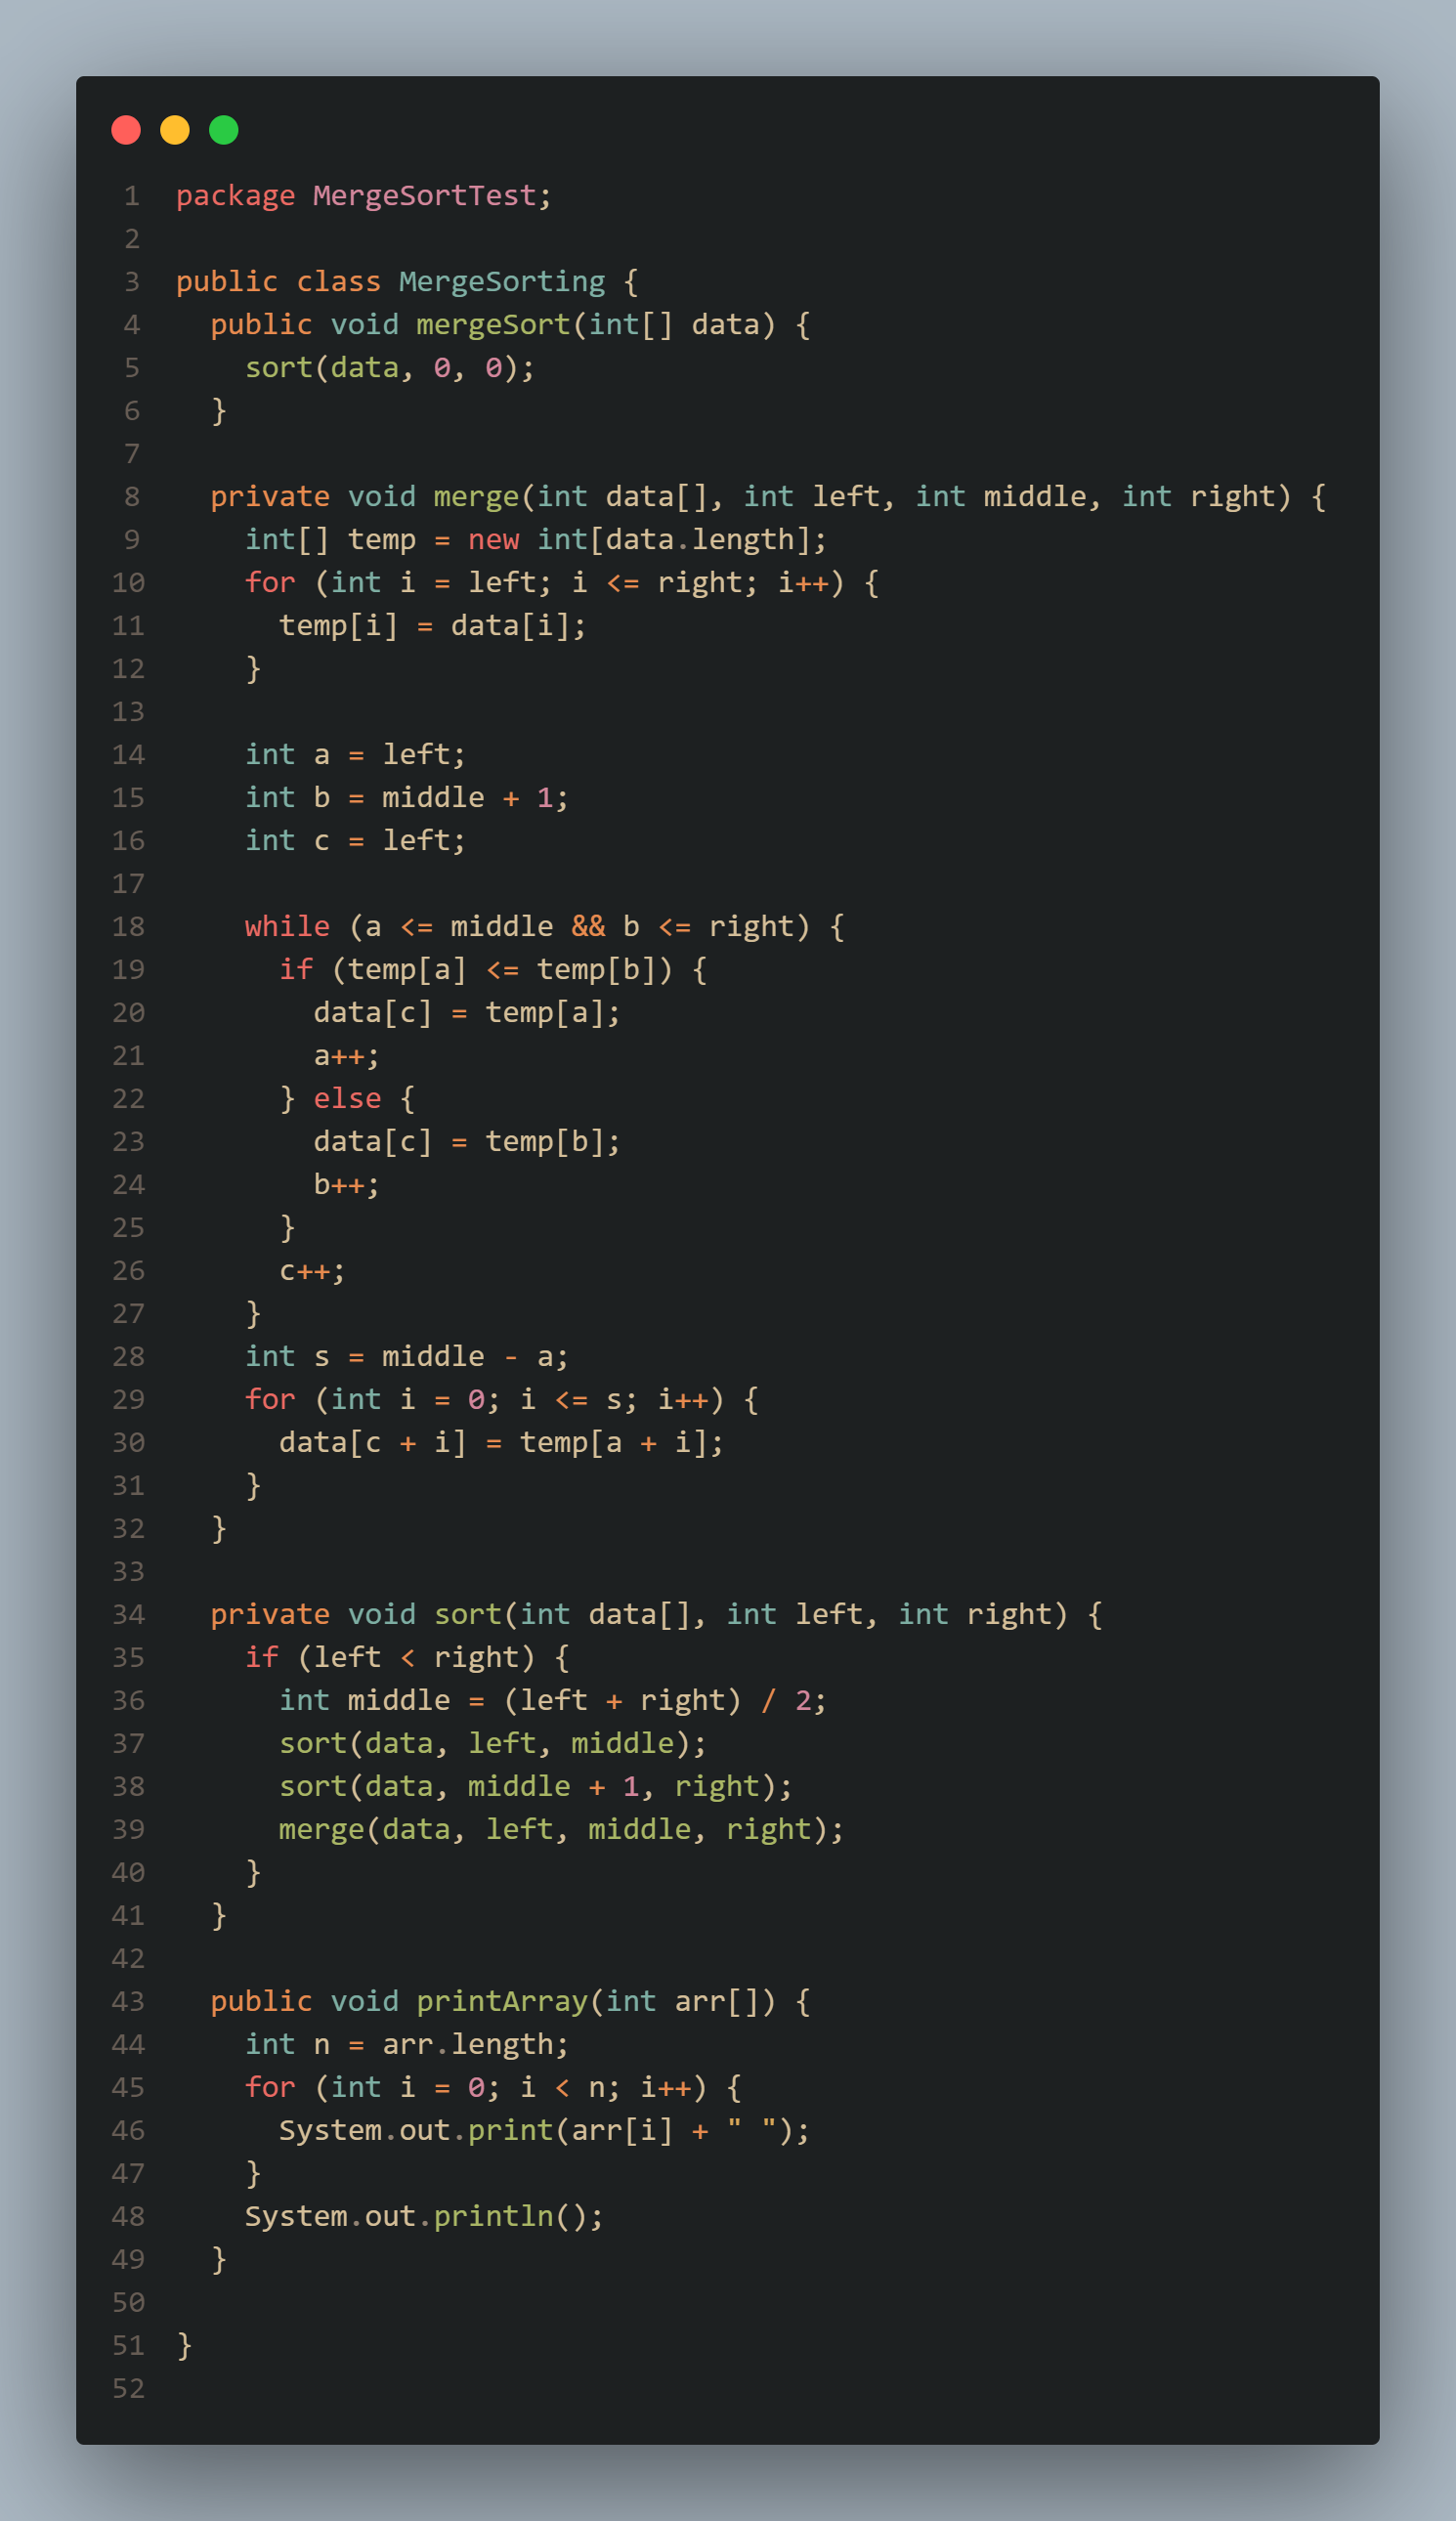 1 package MergeSortTest;
2
3 public class MergeSorting {
4   public void mergeSort(int[] data) {
5     sort(data, 0, 0);
6   }
7
8   private void merge(int data[], int left, int middle, int right) {
9     int[] temp = new int[data.length];
10     for (int i = left; i <= right; i++) {
11       temp[i] = data[i];
12     }
13
14     int a = left;
15     int b = middle + 1;
16     int c = left;
17
18     while (a <= middle && b <= right) {
19       if (temp[a] <= temp[b]) {
20         data[c] = temp[a];
21         a++;
22       } else {
23         data[c] = temp[b];
24         b++;
25       }
26       c++;
27     }
28     int s = middle - a;
29     for (int i = 0; i <= s; i++) {
30       data[c + i] = temp[a + i];
31     }
32   }
33
34   private void sort(int data[], int left, int right) {
35     if (left < right) {
36       int middle = (left + right) / 2;
37       sort(data, left, middle);
38       sort(data, middle + 1, right);
39       merge(data, left, middle, right);
40     }
41   }
42
43   public void printArray(int arr[]) {
44     int n = arr.length;
45     for (int i = 0; i < n; i++) {
46       System.out.print(arr[i] + " ");
47     }
48     System.out.println();
49   }
50
51 }
52